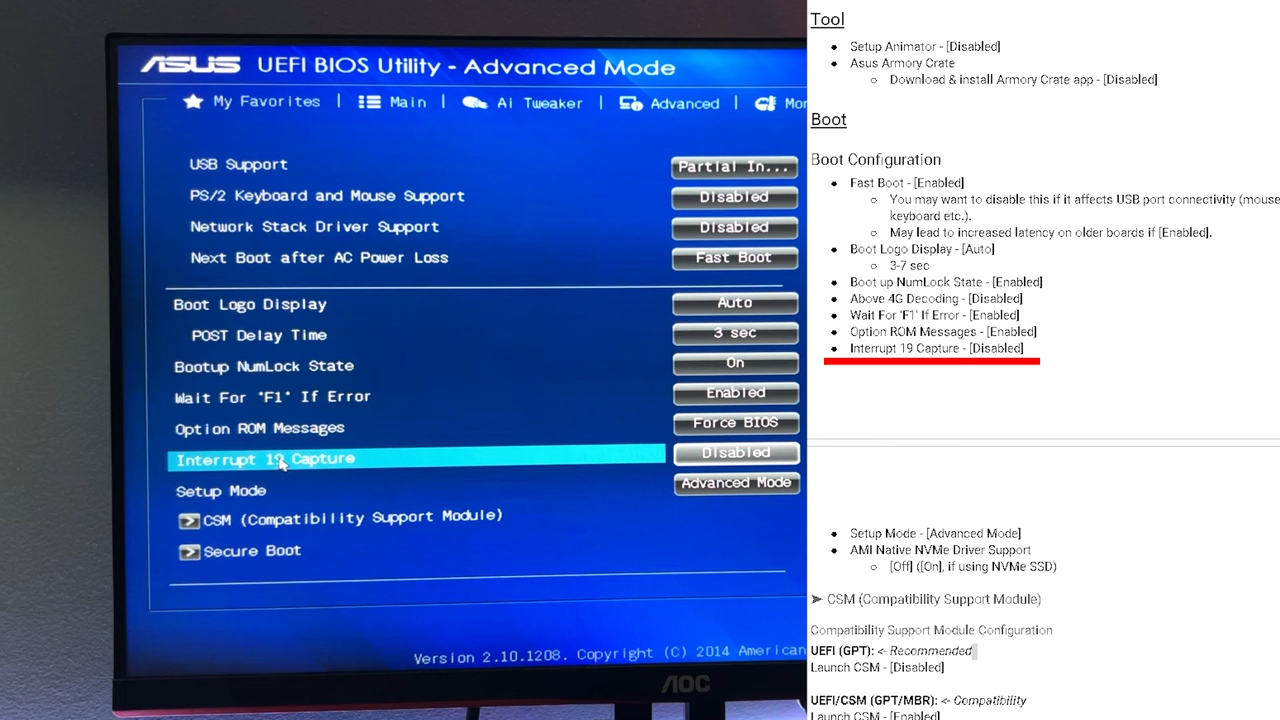 ASUS UEFI BIOS Utility - Advanced Mode
My Favorites | Main | Ai Tweaker | Advanced |
USB Support Partial In...
PS/2 Keyboard and Mouse Support Disabled
Network Stack Driver Support Disabled
Next Boot after AC Power Loss Fast Boot
Boot Logo Display Auto
POST Delay Time 3 sec
Bootup NumLock State On
Wait For 'F1' If Error Enabled
Option ROM Messages Force BIOS
Interrupt 19 Capture Disabled
Setup Mode Advanced Mode
CSM (Compatibility Support Module)
Secure Boot
Version 2.10.1208. Copyright (C) 2014 American
AOC
Tool
● Setup Animator - [Disabled]
● Asus Armory Crate
○ Download & install Armory Crate app - [Disabled]
Boot
Boot Configuration
● Fast Boot - [Enabled]
○ You may want to disable this if it affects USB port connectivity (mouse
keyboard etc.).
○ May lead to increased latency on older boards if [Enabled].
● Boot Logo Display - [Auto]
○ 3-7 sec
● Boot up NumLock State - [Enabled]
● Above 4G Decoding - [Disabled]
● Wait For 'F1' If Error - [Enabled]
● Option ROM Messages - [Enabled]
● Interrupt 19 Capture - [Disabled]
● Setup Mode - [Advanced Mode]
● AMI Native NVMe Driver Support
○ [Off] ([On], if using NVMe SSD)
➤ CSM (Compatibility Support Module)
Compatibility Support Module Configuration
UEFI (GPT): <- Recommended
Launch CSM - [Disabled]
UEFI/CSM (GPT/MBR): <- Compatibility
Launch CSM - [Enabled]